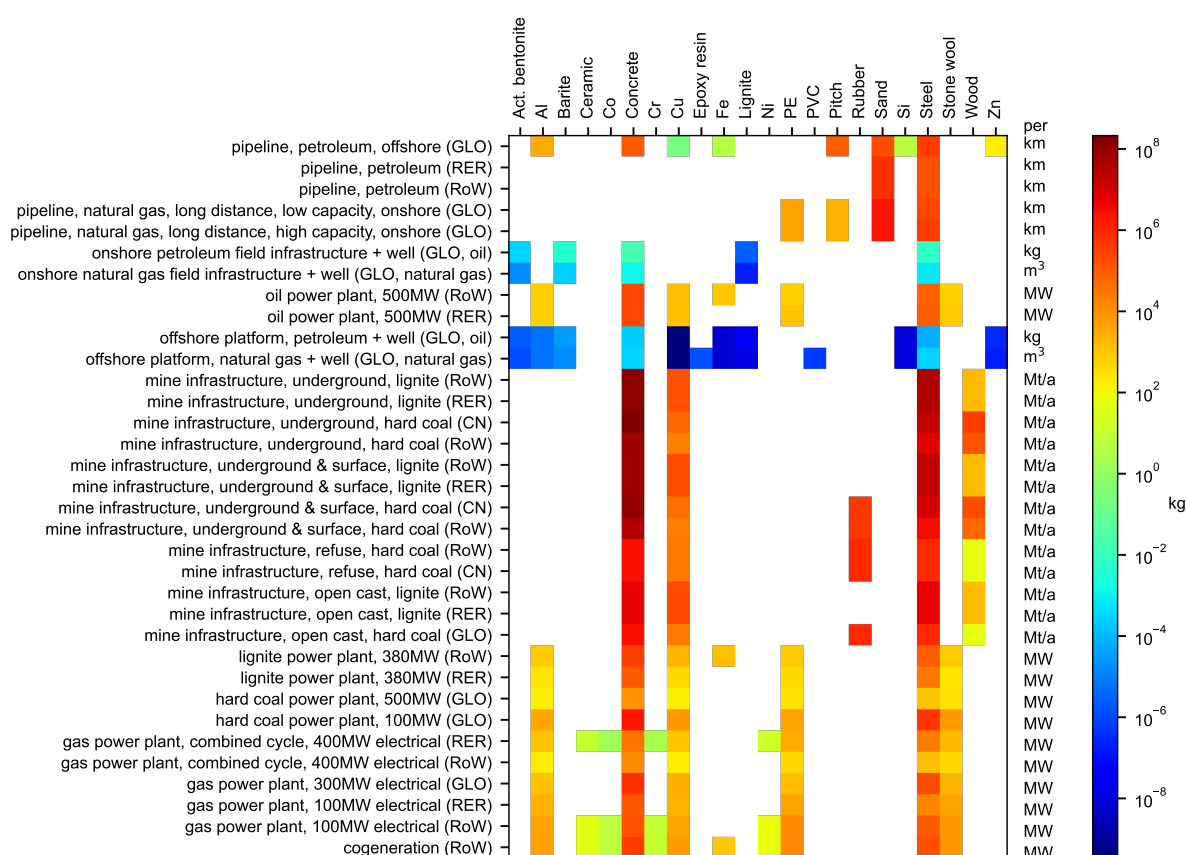 Act. bentonite
Al
Barite
Ceramic
Co
Concrete
Cr
Cu
Epoxy resin
Fe
Lignite
Ni
PE
PVC
Pitch
Rubber
Sand
Si
Steel
Stone wool
Wood
Zn
per
pipeline, petroleum, offshore (GLO) km
pipeline, petroleum (RER) km
pipeline, petroleum (RoW) km
pipeline, natural gas, long distance, low capacity, onshore (GLO) km
pipeline, natural gas, long distance, high capacity, onshore (GLO) km
onshore petroleum field infrastructure + well (GLO, oil) kg
onshore natural gas field infrastructure + well (GLO, natural gas) m³
oil power plant, 500MW (RoW) MW
oil power plant, 500MW (RER) MW
offshore platform, petroleum + well (GLO, oil) kg
offshore platform, natural gas + well (GLO, natural gas) m³
mine infrastructure, underground, lignite (RoW) Mt/a
mine infrastructure, underground, lignite (RER) Mt/a
mine infrastructure, underground, hard coal (CN) Mt/a
mine infrastructure, underground, hard coal (RoW) Mt/a
mine infrastructure, underground & surface, lignite (RoW) Mt/a
mine infrastructure, underground & surface, lignite (RER) Mt/a
mine infrastructure, underground & surface, hard coal (CN) Mt/a
mine infrastructure, underground & surface, hard coal (RoW) Mt/a
mine infrastructure, refuse, hard coal (RoW) Mt/a
mine infrastructure, refuse, hard coal (CN) Mt/a
mine infrastructure, open cast, lignite (RoW) Mt/a
mine infrastructure, open cast, lignite (RER) Mt/a
mine infrastructure, open cast, hard coal (GLO) Mt/a
lignite power plant, 380MW (RoW) MW
lignite power plant, 380MW (RER) MW
hard coal power plant, 500MW (GLO) MW
hard coal power plant, 100MW (GLO) MW
gas power plant, combined cycle, 400MW electrical (RER) MW
gas power plant, combined cycle, 400MW electrical (RoW) MW
gas power plant, 300MW electrical (GLO) MW
gas power plant, 100MW electrical (RER) MW
gas power plant, 100MW electrical (RoW) MW
cogeneration (RoW) MW
10⁸
10⁶
10⁴
10²
10⁰
10⁻²
10⁻⁴
10⁻⁶
10⁻⁸
kg